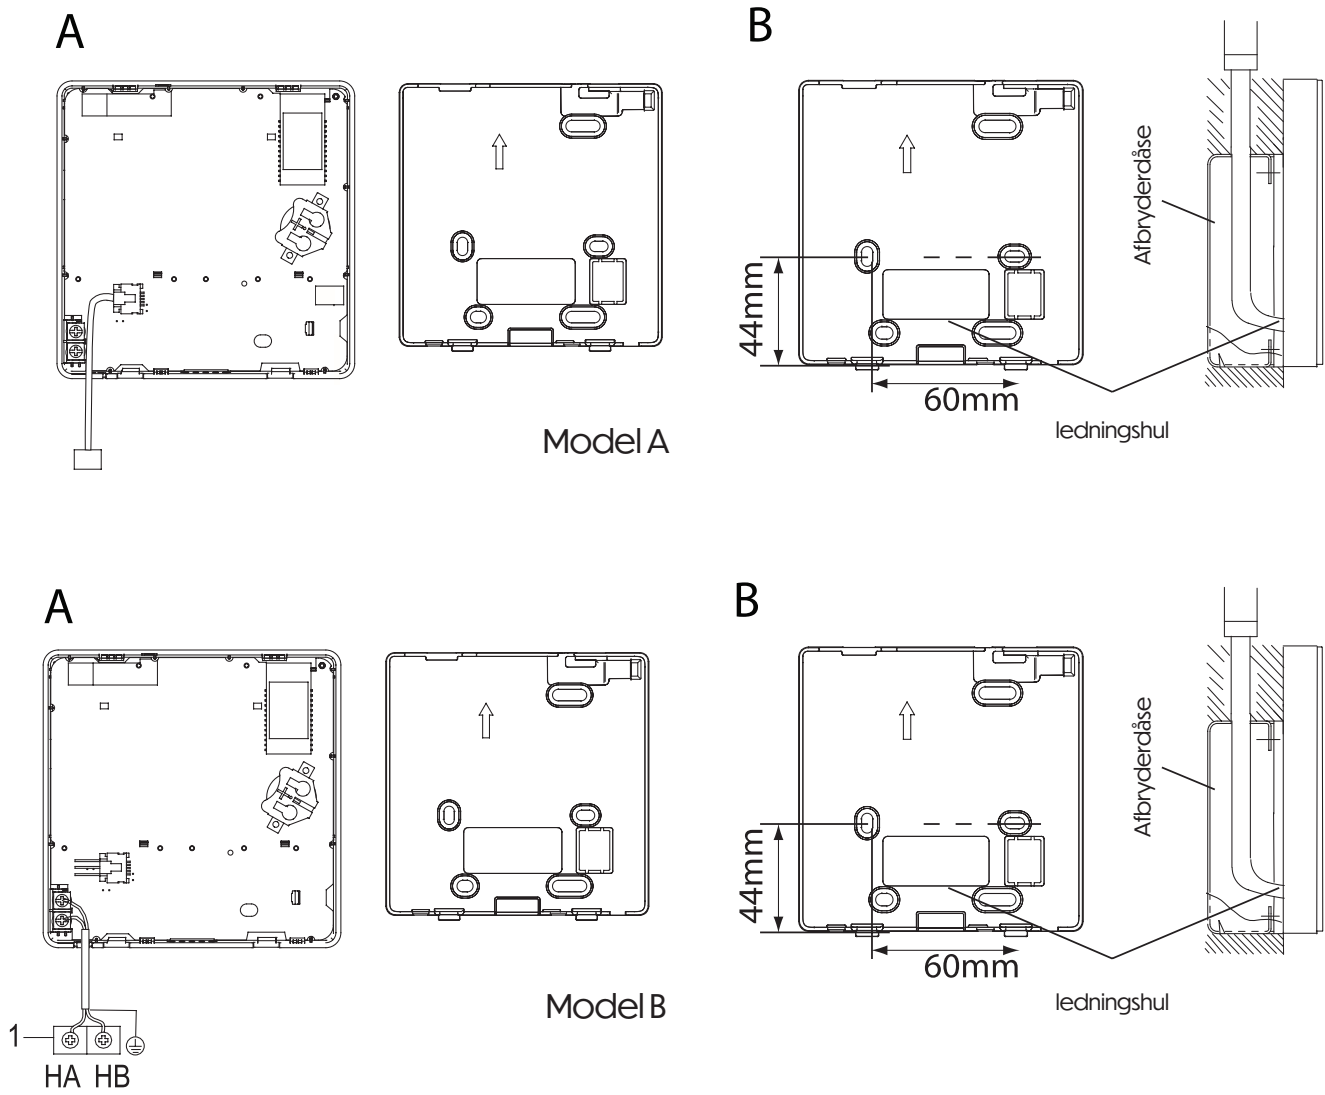 A
B
Afbryderdåse
44mm
60mm
ledningshul
Model A
A
B
Afbryderdåse
44mm
60mm
ledningshul
Model B
1
HA HB